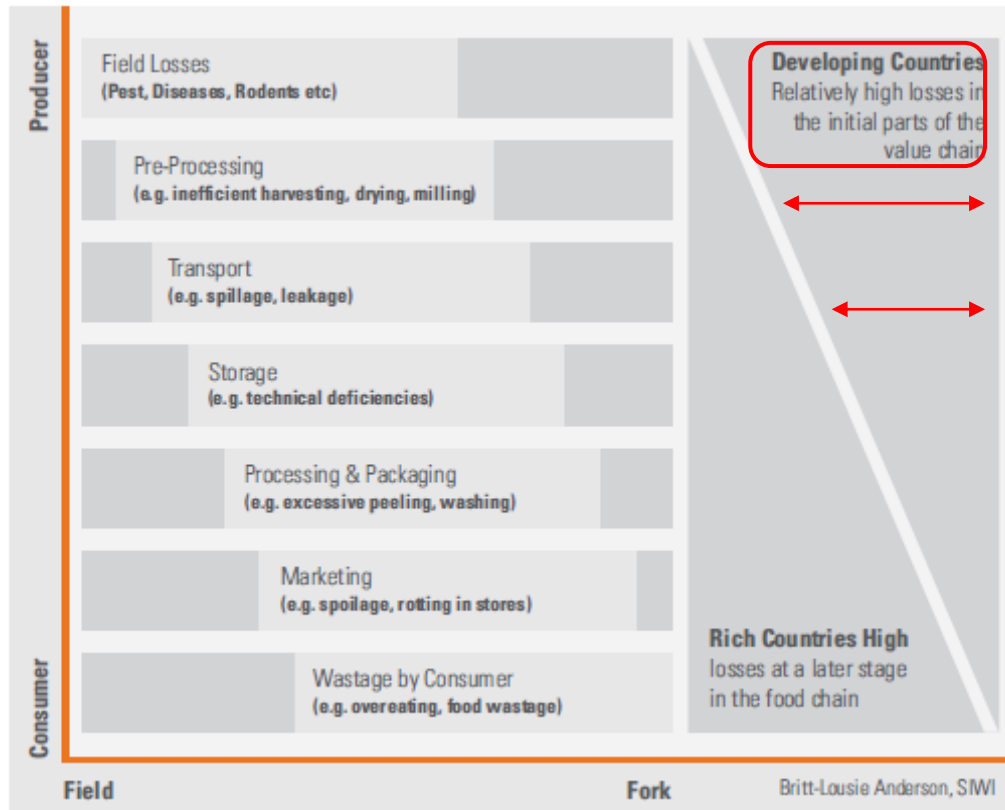 Producer
Field Losses
(Pest, Diseases, Rodents etc)
Pre-Processing
(e.g. inefficient harvesting, drying, milling)
Transport
(e.g. spillage, leakage)
Storage
(e.g. technical deficiencies)
Processing & Packaging
(e.g. excessive peeling, washing)
Marketing
(e.g. spoilage, rotting in stores)
Wastage by Consumer
(e.g. overeating, food wastage)
Consumer
Developing Countries
Relatively high losses in
the initial parts of the
value chain
Rich Countries High
losses at a later stage
in the food chain
Field
Fork
Britt-Lousie Anderson, SIWI